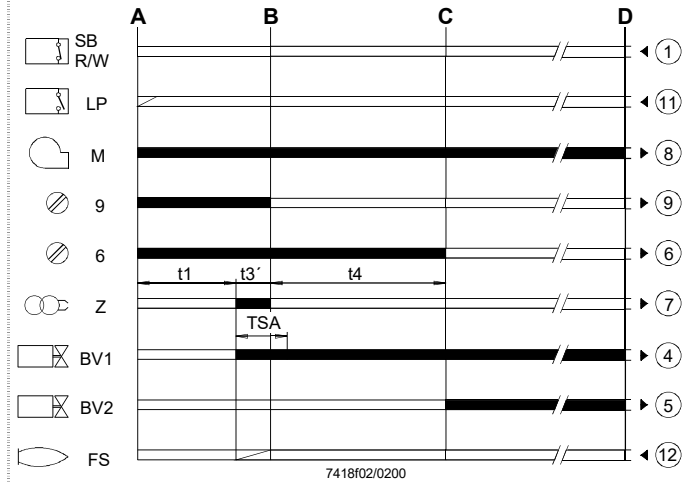 A B C D
SB
R/W 1
LP 11
M 8
9 9
6 6
t1 t3´ t4
Z 7
TSA
BV1 4
BV2 5
FS 12
7418f02/0200